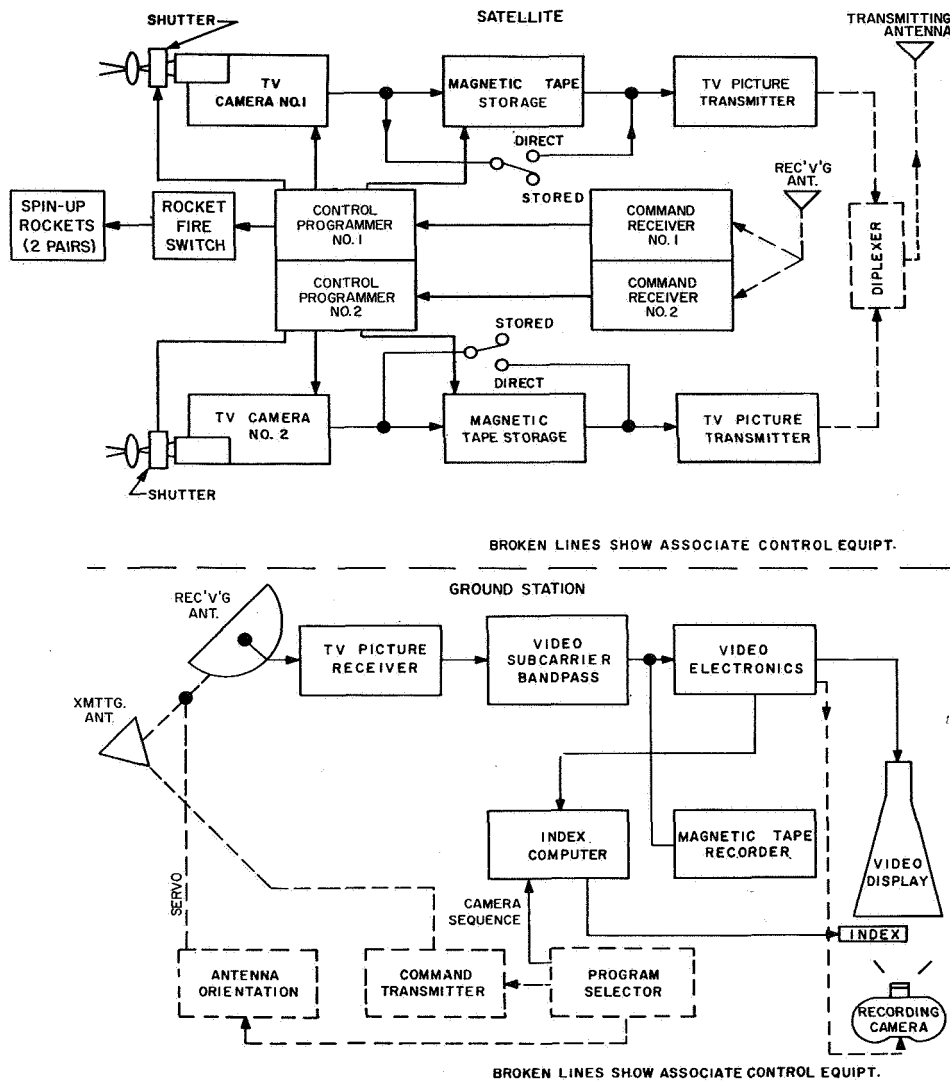 SATELLITE
SHUTTER
TRANSMITTING
ANTENNA
TV
CAMERA NO.1
MAGNETIC TAPE
STORAGE
TV PICTURE
TRANSMITTER
DIRECT
STORED
REC'V'G
ANT.
SPIN-UP
ROCKETS
(2 PAIRS)
ROCKET
FIRE
SWITCH
CONTROL
PROGRAMMER
NO.1
COMMAND
RECEIVER
NO.1
DIPLEXER
CONTROL
PROGRAMMER
NO.2
COMMAND
RECEIVER
NO.2
STORED
DIRECT
TV CAMERA
NO. 2
MAGNETIC
TAPE STORAGE
TV PICTURE
TRANSMITTER
SHUTTER
BROKEN LINES SHOW ASSOCIATE CONTROL EQUIPT.
GROUND STATION
REC'V'G
ANT.
TV PICTURE
RECEIVER
VIDEO
SUBCARRIER
BANDPASS
VIDEO
ELECTRONICS
XMTTG.
ANT.
INDEX
COMPUTER
MAGNETIC TAPE
RECORDER
VIDEO
DISPLAY
SERVO
CAMERA
SEQUENCE
INDEX
ANTENNA
ORIENTATION
COMMAND
TRANSMITTER
PROGRAM
SELECTOR
RECORDING
CAMERA
BROKEN LINES SHOW ASSOCIATE CONTROL EQUIPT.